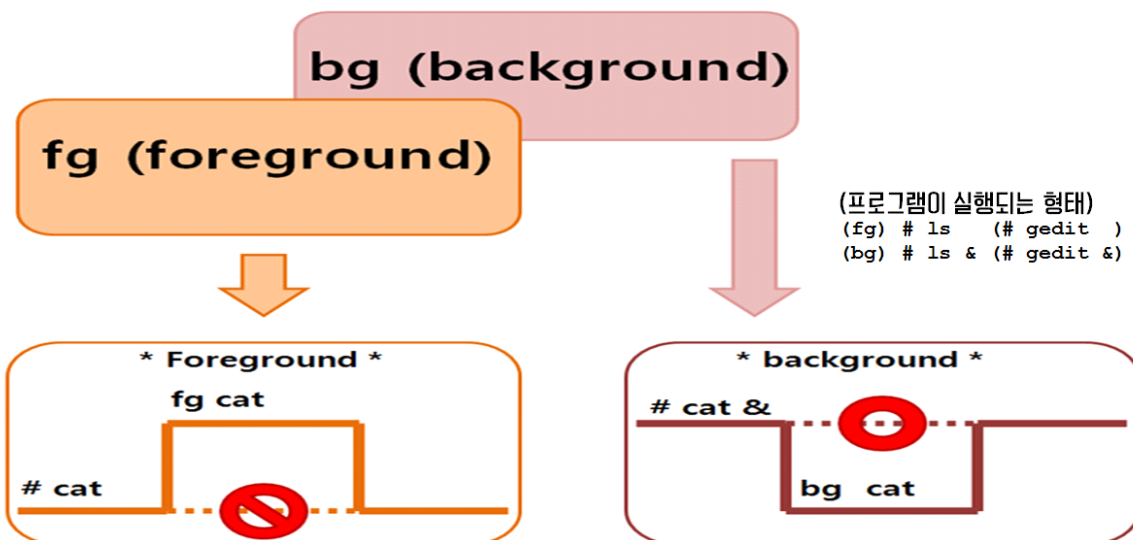 bg (background)
fg (foreground)
(프로그램이 실행되는 형태)
(fg) # ls (# gedit )
(bg) # ls & (# gedit &)
* Foreground *
fg cat
# cat
* background *
# cat &
bg cat